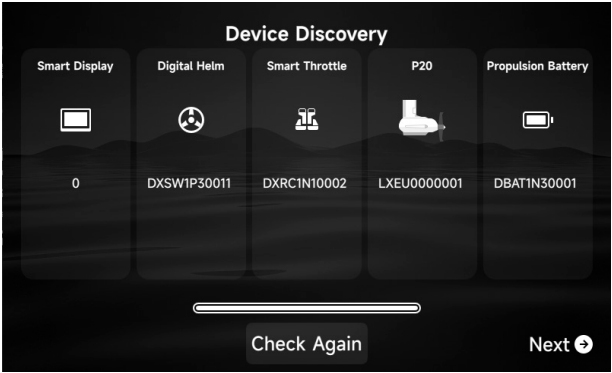 Device Discovery
Smart Display
Digital Helm
Smart Throttle
P20
Propulsion Battery
0
DXSW1P30011
DXRC1N10002
LXEU0000001
DBAT1N30001
Check Again
Next